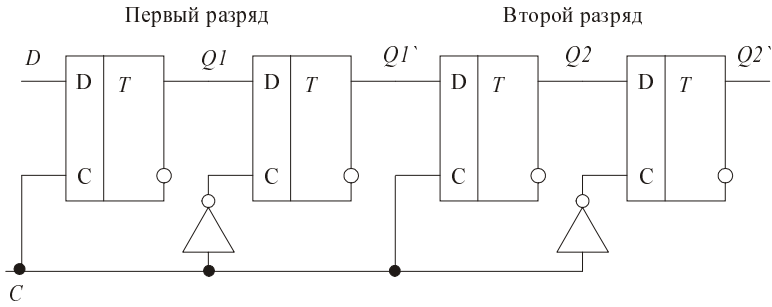 Первый разряд
Второй разряд
D
Q1
Q1`
Q2
Q2`
D T
D T
D T
D T
C
C
C
C
C